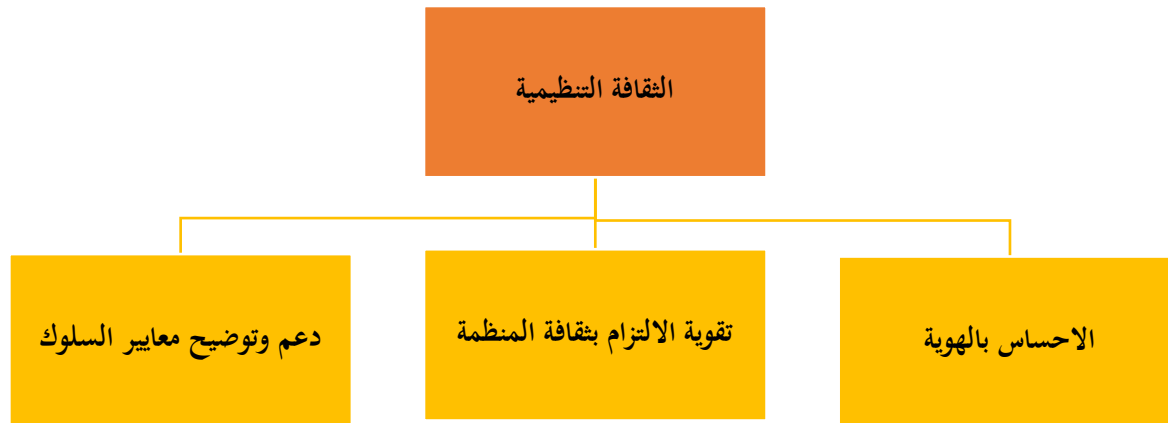 الثقافة التنظيمية
الاحساس بالهوية
تقوية الالتزام بثقافة المنظمة
دعم وتوضيح معايير السلوك